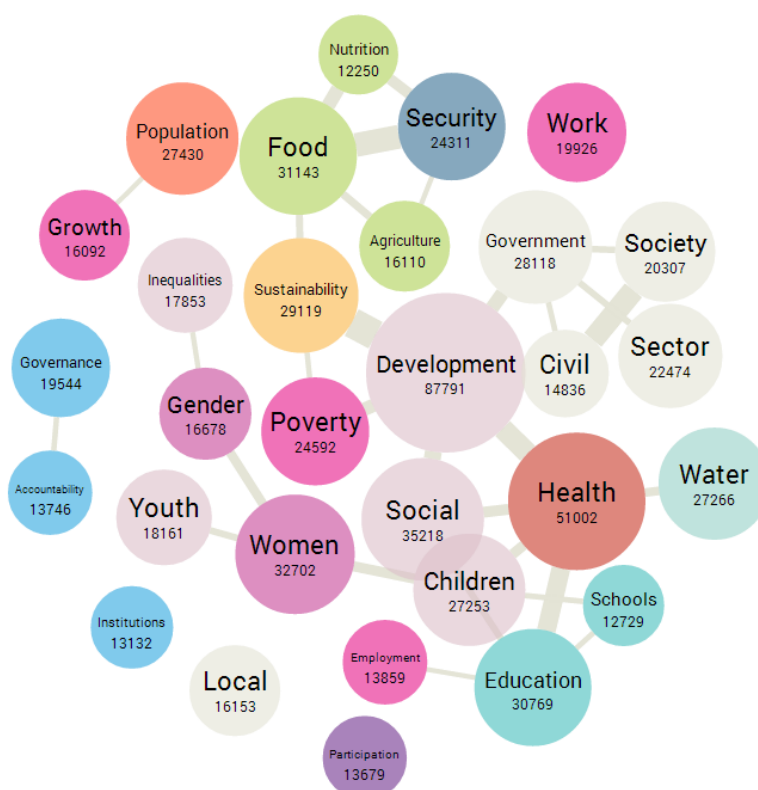 Nutrition
12250
Population
27430
Food
31143
Security
24311
Work
19926
Growth
16092
Inequalities
17853
Sustainability
29119
Agriculture
16110
Government
28118
Society
20307
Governance
19544
Gender
16678
Poverty
24592
Development
87791
Civil
14836
Sector
22474
Accountability
13746
Youth
18161
Women
32702
Social
35218
Health
51002
Water
27266
Children
27253
Schools
12729
Institutions
13132
Local
16153
Employment
13859
Education
30769
Participation
13679